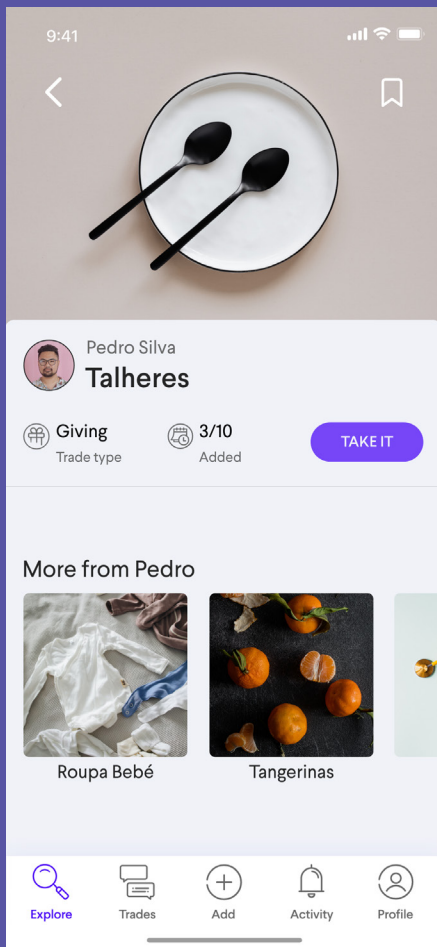 9:41
Pedro Silva
Talheres
Giving
Trade type
3/10
Added
TAKE IT
More from Pedro
Roupa Bebé
Tangerinas
Explore
Trades
Add
Activity
Profile